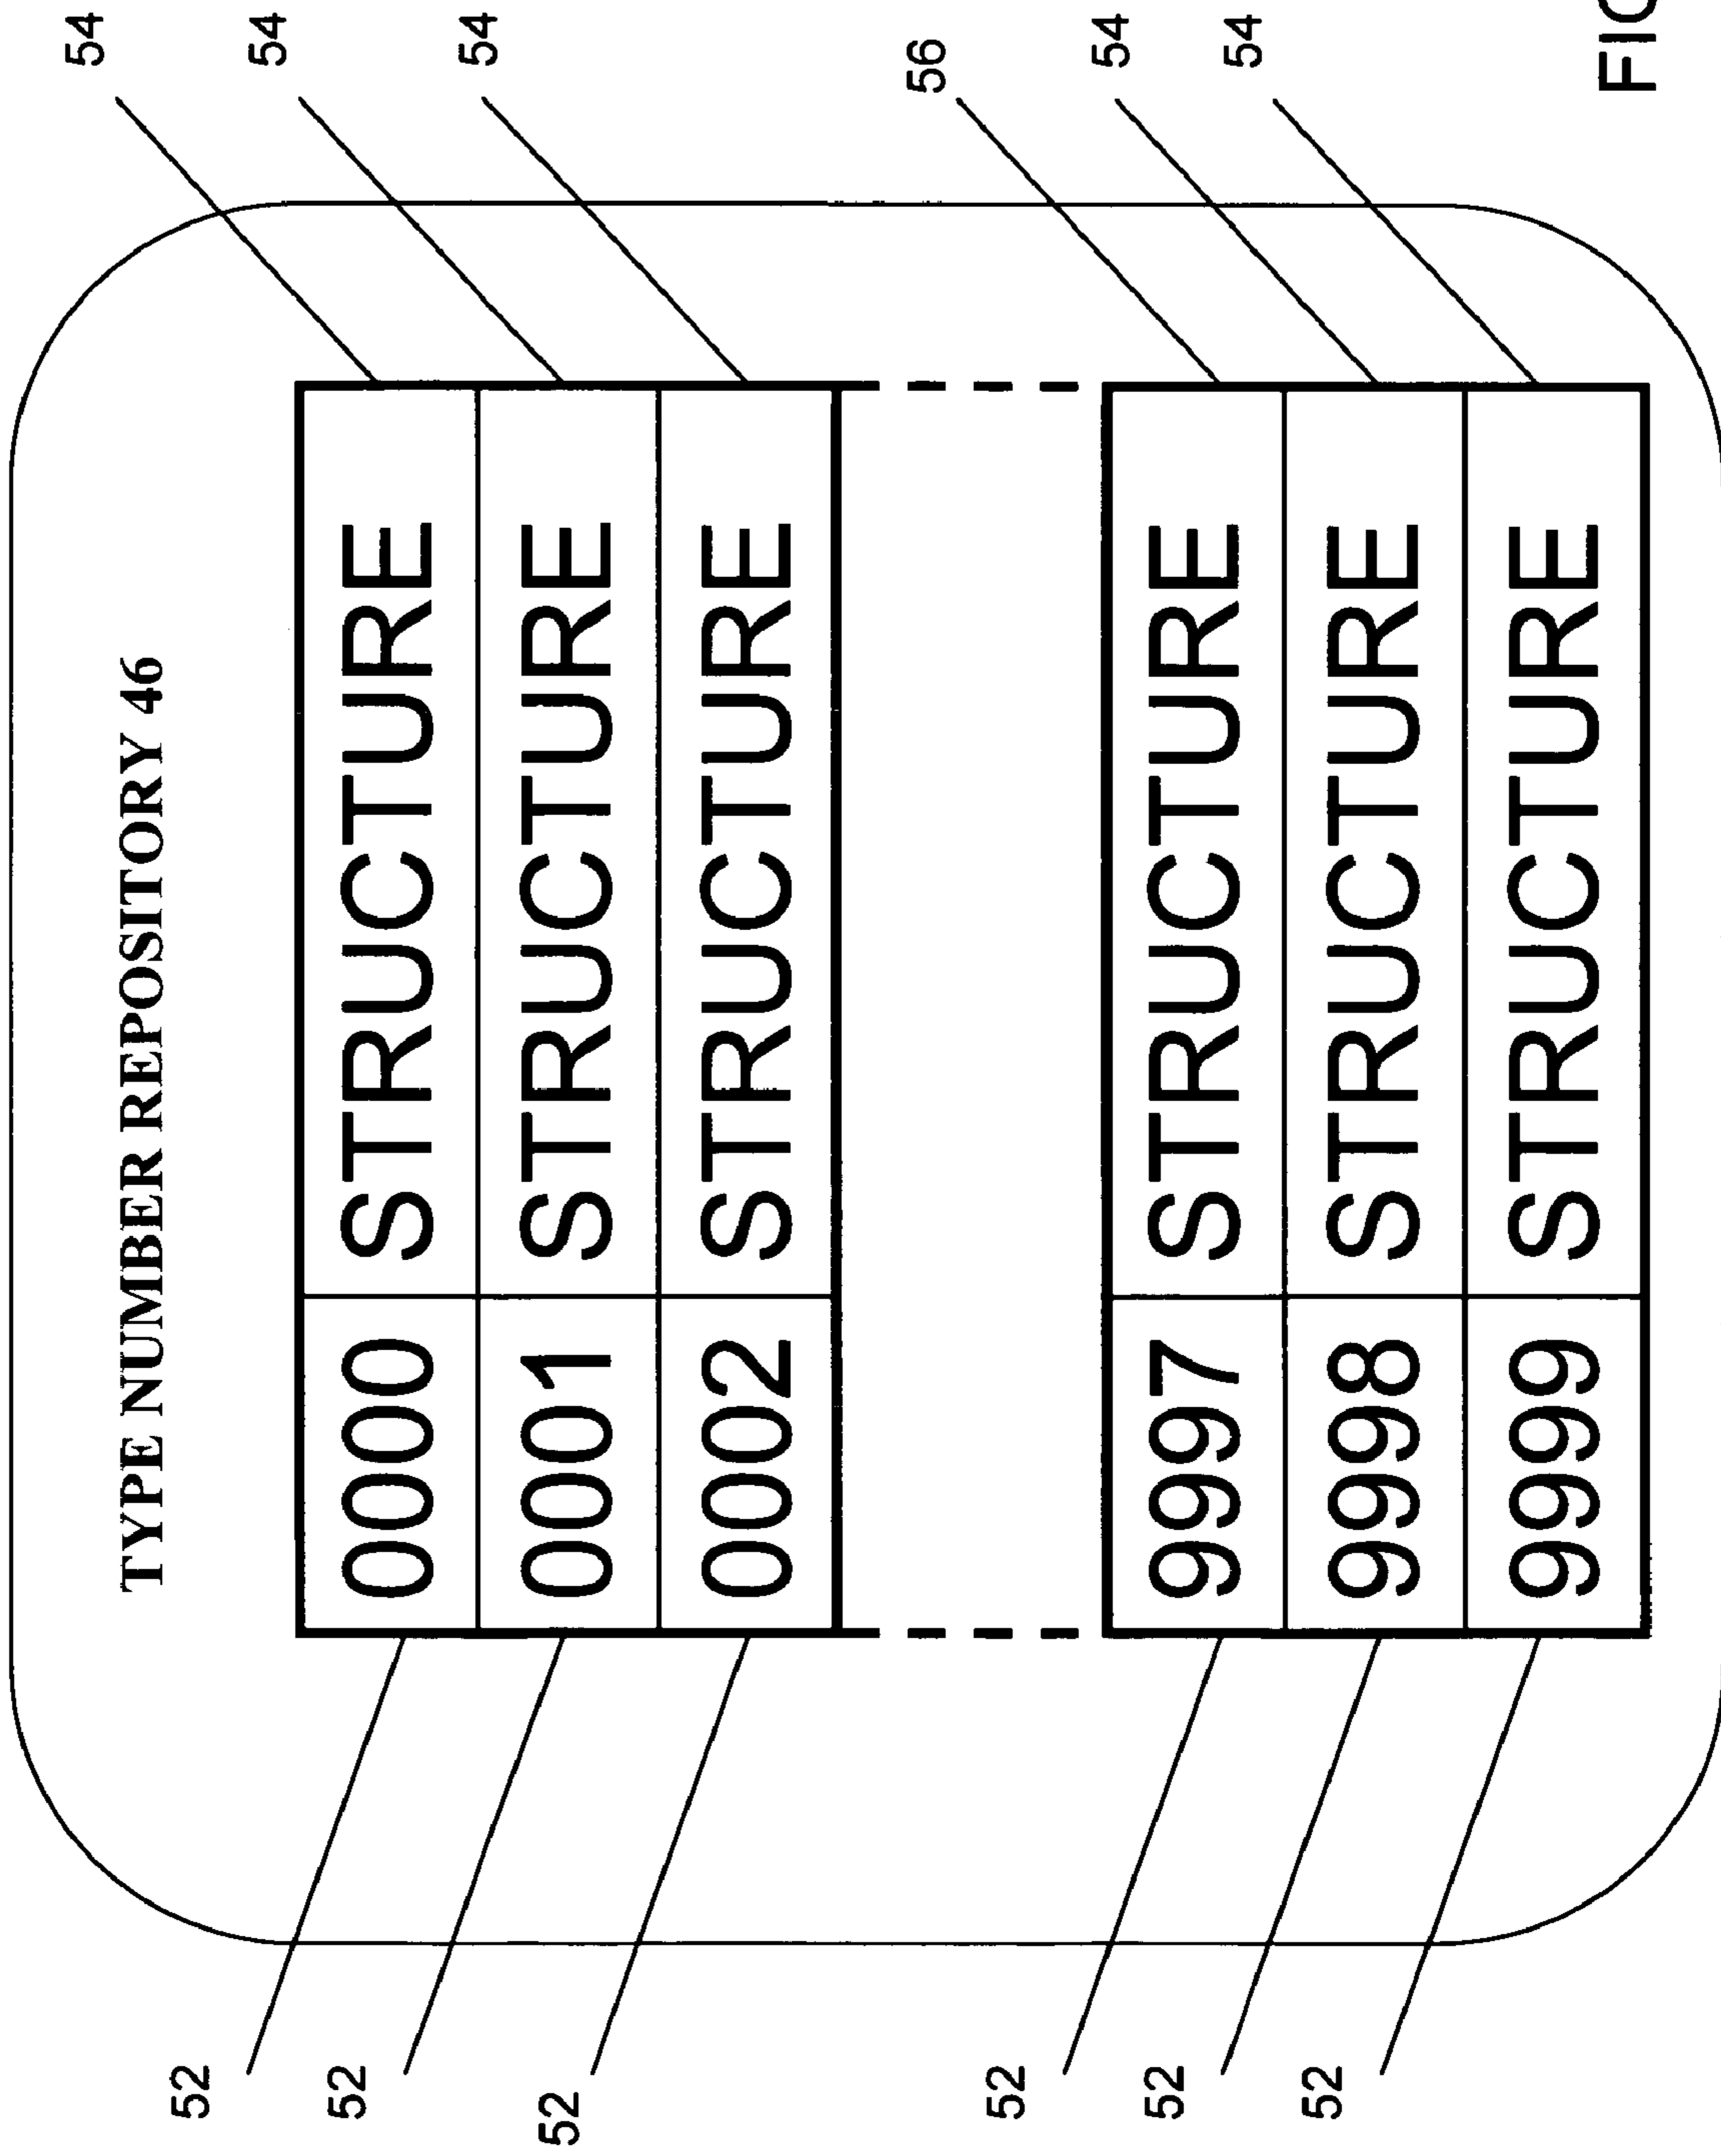 TYPE NUMBER REPOSITORY 46
52 0000 STRUCTURE 54
52 0001 STRUCTURE 54
52 0002 STRUCTURE 54
52 9997 STRUCTURE 56
52 9998 STRUCTURE 54
52 9999 STRUCTURE 54